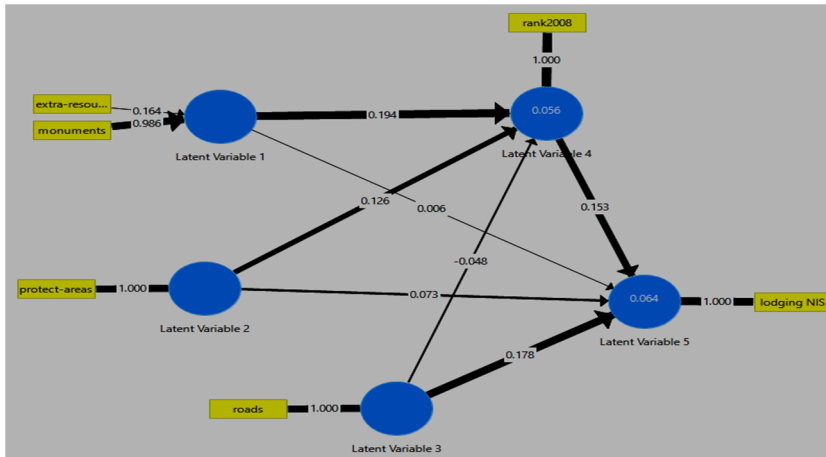 rank2008
1.000
extra-resou...
0.164
monuments
0.986
Latent Variable 1
0.194
0.056
Latent Variable 4
0.126
0.006
0.153
-0.048
protect-areas
1.000
Latent Variable 2
0.073
0.064
1.000
lodging NIS
Latent Variable 5
0.178
roads
1.000
Latent Variable 3